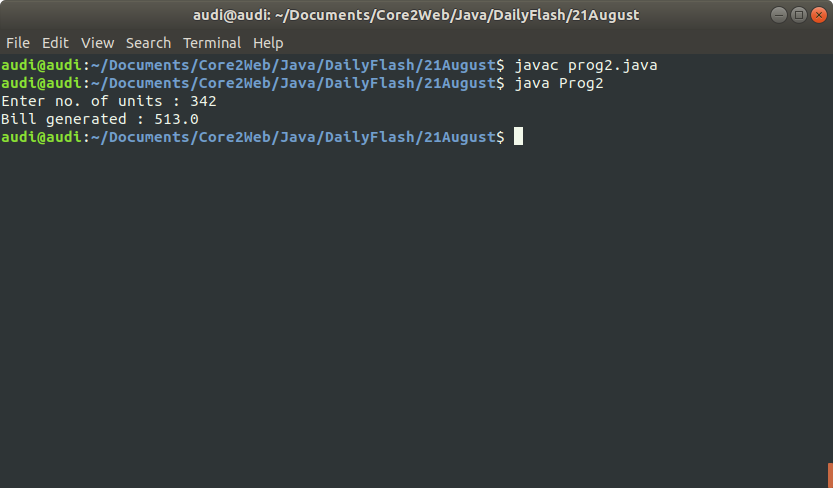 audi@audi: ~/Documents/Core2Web/Java/DailyFlash/21August
File Edit View Search Terminal Help
audi@audi:~/Documents/Core2Web/Java/DailyFlash/21August$ javac prog2.java
audi@audi:~/Documents/Core2Web/Java/DailyFlash/21August$ java Prog2
Enter no. of units : 342
Bill generated : 513.0
audi@audi:~/Documents/Core2Web/Java/DailyFlash/21August$